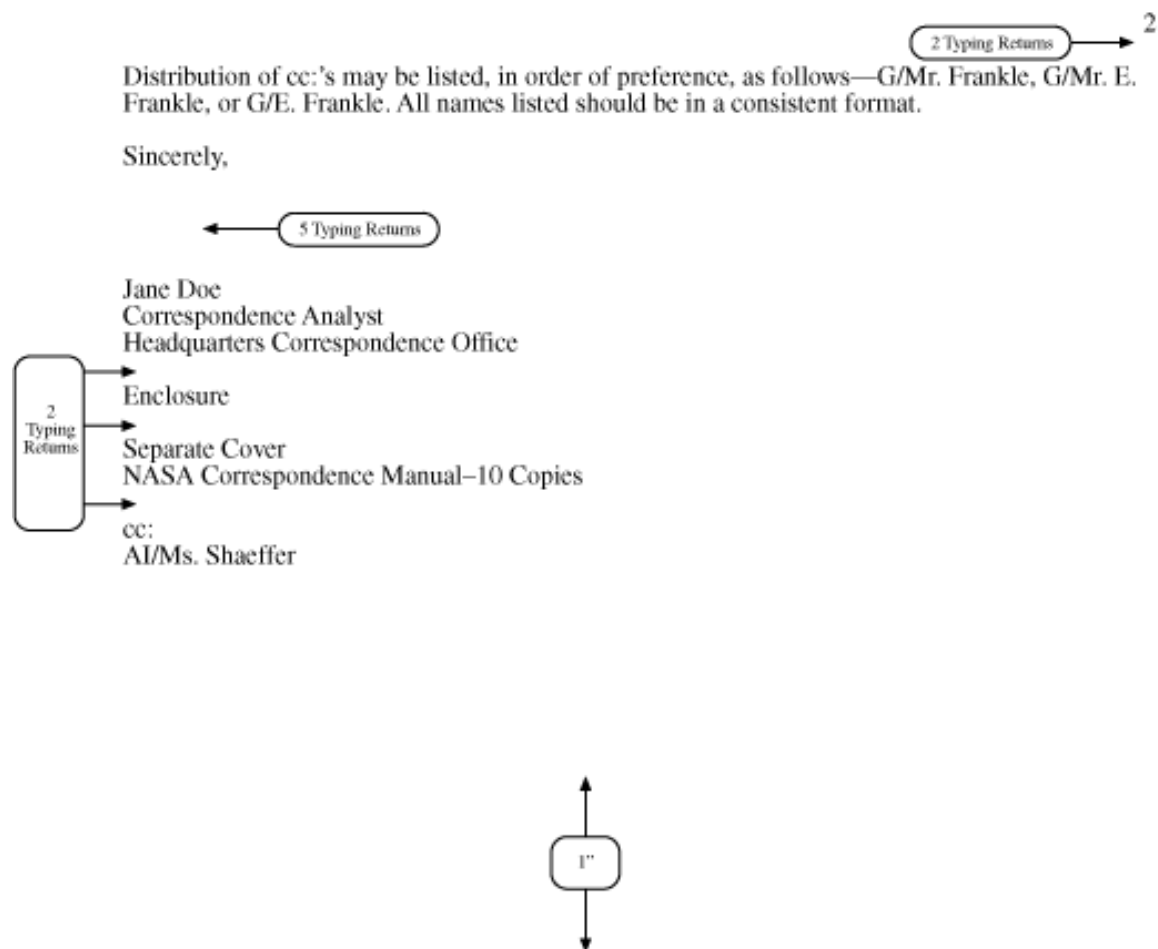 2
2 Typing Returns
Distribution of cc:'s may be listed, in order of preference, as follows—G/Mr. Frankle, G/Mr. E.
Frankle, or G/E. Frankle. All names listed should be in a consistent format.
Sincerely,
5 Typing Returns
Jane Doe
Correspondence Analyst
Headquarters Correspondence Office
2
Typing
Returns
Enclosure
Separate Cover
NASA Correspondence Manual–10 Copies
cc:
AI/Ms. Shaeffer
1”